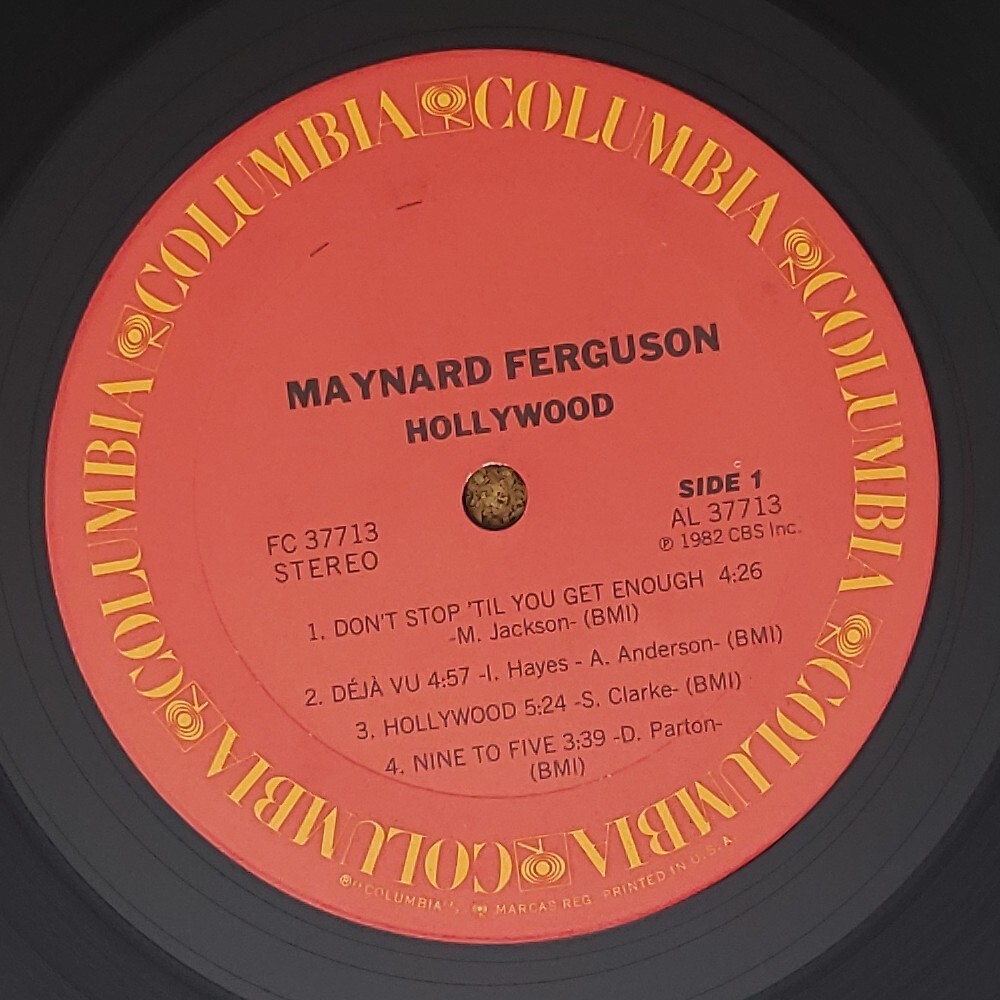 COLUMBIA COLUMBIA COLUMBIA COLUMBIA COLUMBIA COLUMBIA
MAYNARD FERGUSON
HOLLYWOOD
SIDE 1
AL 37713
℗ 1982 CBS Inc.
FC 37713
STEREO
1. DON'T STOP 'TIL YOU GET ENOUGH 4:26
-M. Jackson- (BMI)
2. DÉJÀ VU 4:57 -I. Hayes - A. Anderson- (BMI)
3. HOLLYWOOD 5:24 -S. Clarke- (BMI)
4. NINE TO FIVE 3:39 -D. Parton-
(BMI)
® "COLUMBIA", MARCAS REG. PRINTED IN U.S.A